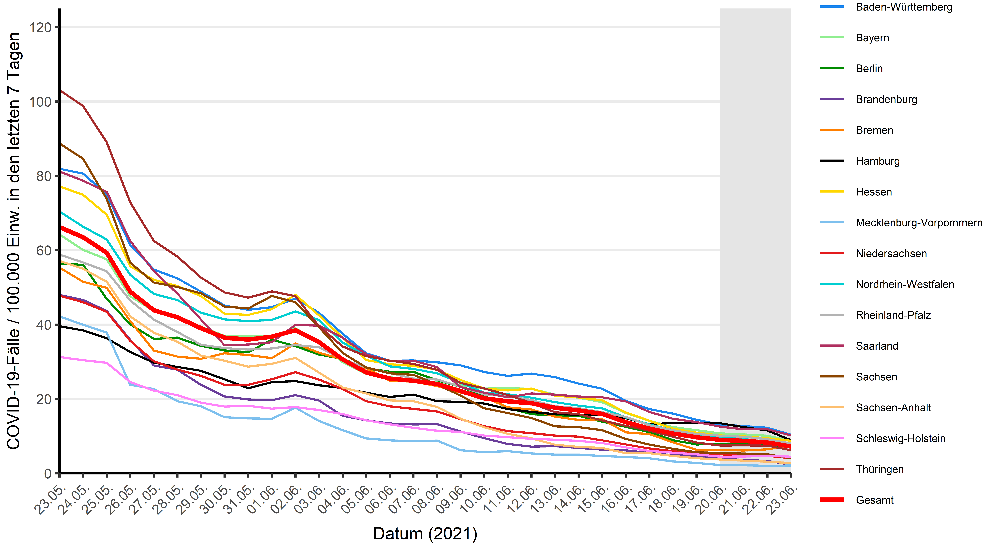 COVID-19-Fälle / 100.000 Einw. in den letzten 7 Tagen
120
100
80
60
40
20
0
23.05.
24.05.
25.05.
26.05.
27.05.
28.05.
29.05.
30.05.
31.05.
01.06.
02.06.
03.06.
04.06.
05.06.
06.06.
07.06.
08.06.
09.06.
10.06.
11.06.
12.06.
13.06.
14.06.
15.06.
16.06.
17.06.
18.06.
19.06.
20.06.
21.06.
22.06.
23.06.
Datum (2021)
Baden-Württemberg
Bayern
Berlin
Brandenburg
Bremen
Hamburg
Hessen
Mecklenburg-Vorpommern
Niedersachsen
Nordrhein-Westfalen
Rheinland-Pfalz
Saarland
Sachsen
Sachsen-Anhalt
Schleswig-Holstein
Thüringen
Gesamt